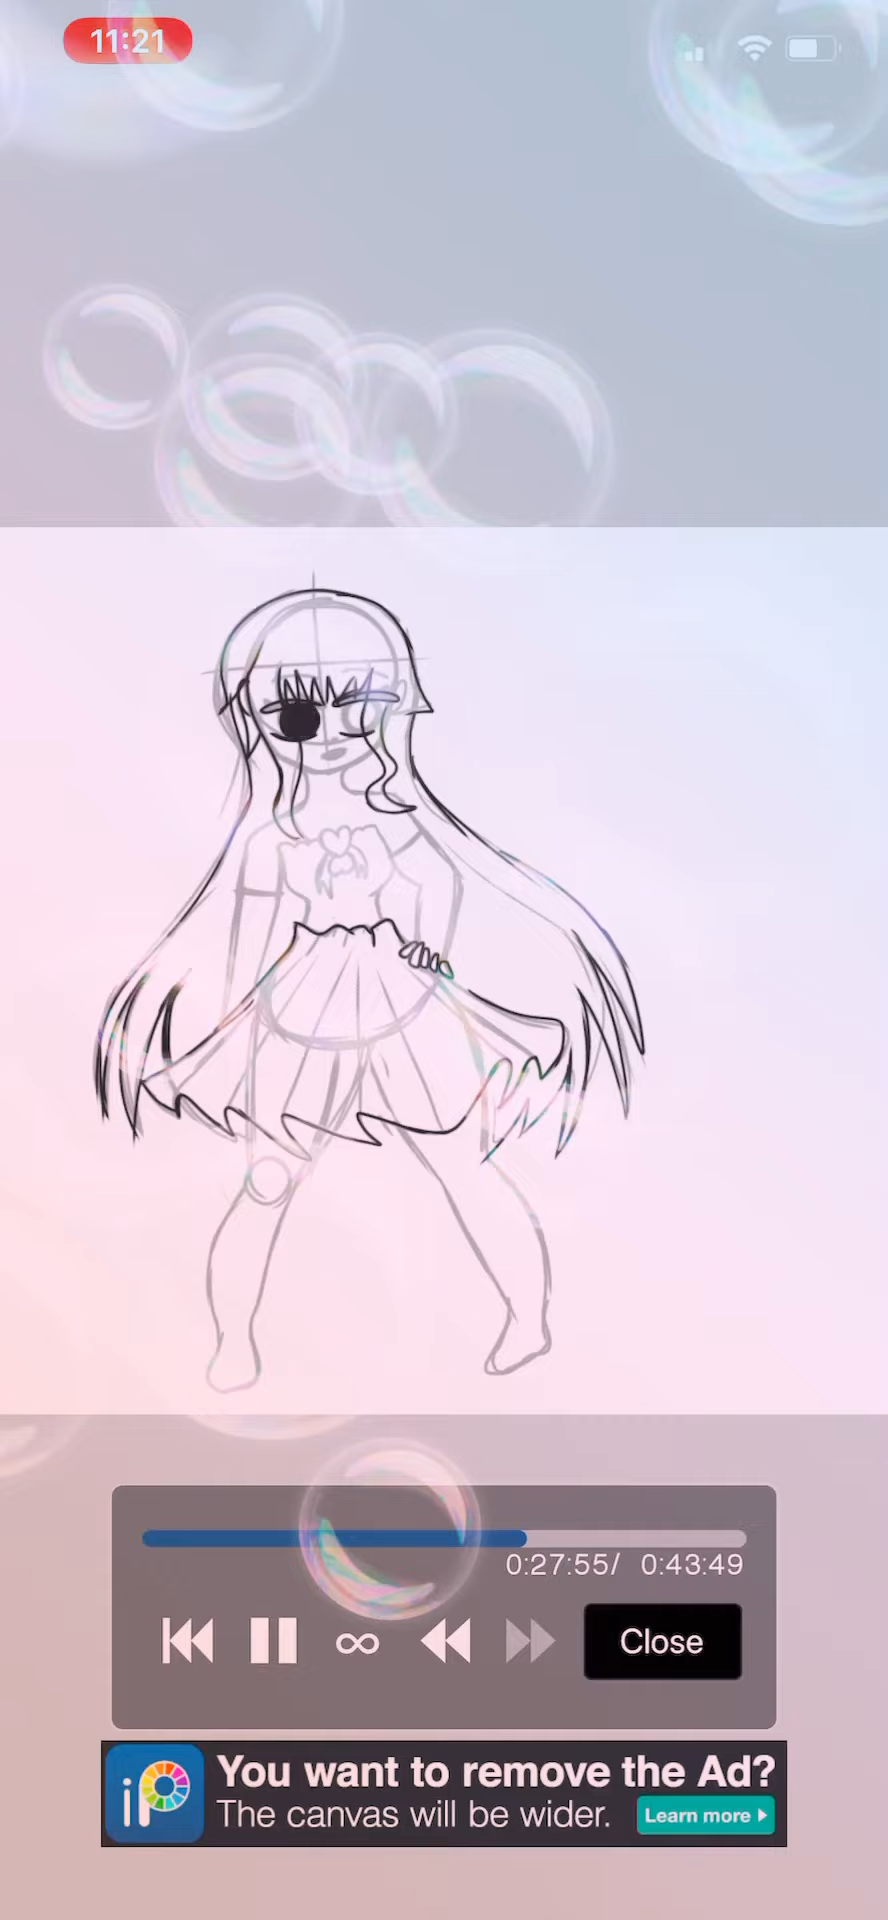 11:21
0:27:55/ 0:43:49
Close
iP
You want to remove the Ad?
The canvas will be wider.
Learn more